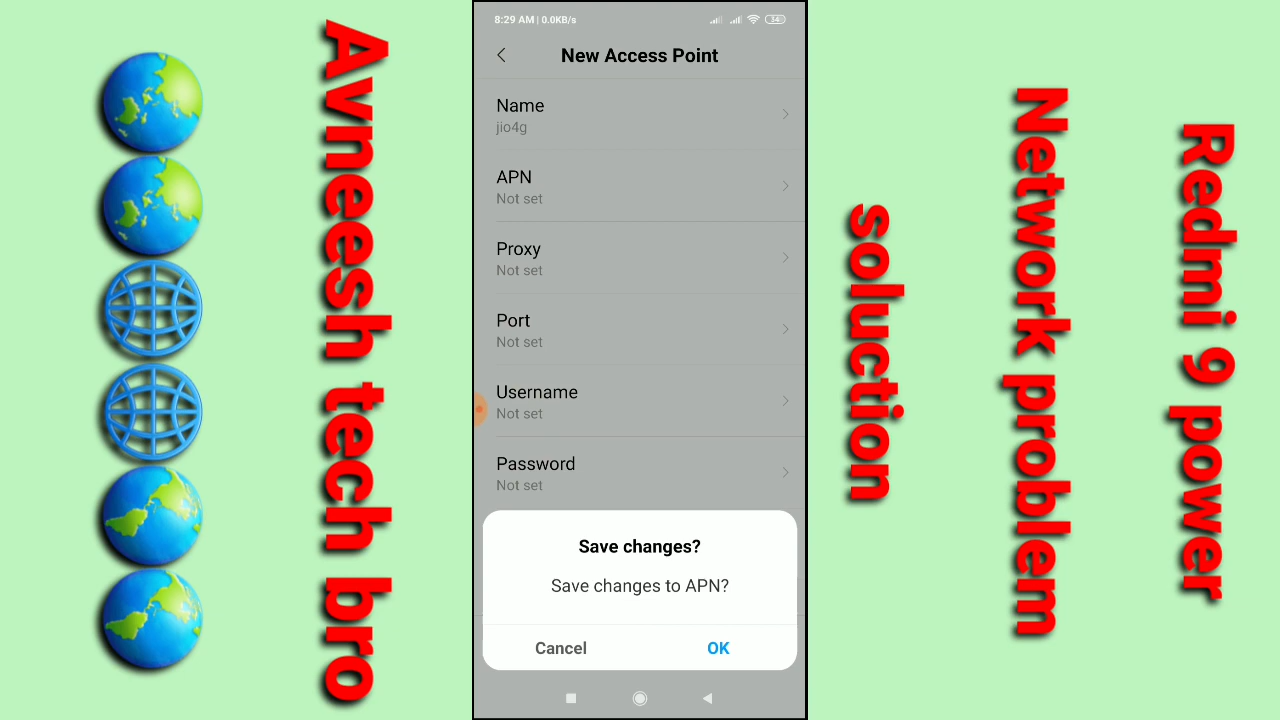 Avneesh tech bro
8:29 AM | 0.0KB/s
34
New Access Point
Name
jio4g
APN
Not set
Proxy
Not set
Port
Not set
Username
Not set
Password
Not set
Save changes?
Save changes to APN?
Cancel
OK
Redmi 9 power
Network problem
soluction